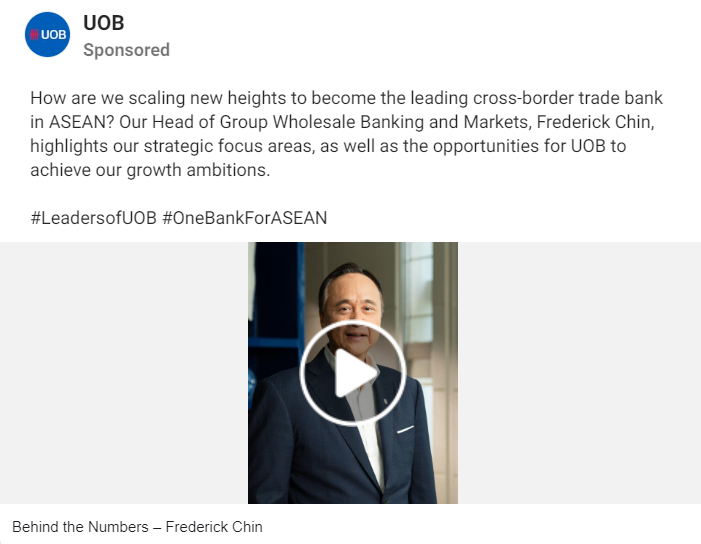 UOB
UOB
Sponsored
How are we scaling new heights to become the leading cross-border trade bank
in ASEAN? Our Head of Group Wholesale Banking and Markets, Frederick Chin,
highlights our strategic focus areas, as well as the opportunities for UOB to
achieve our growth ambitions.
#LeadersofUOB #OneBankForASEAN
Behind the Numbers – Frederick Chin